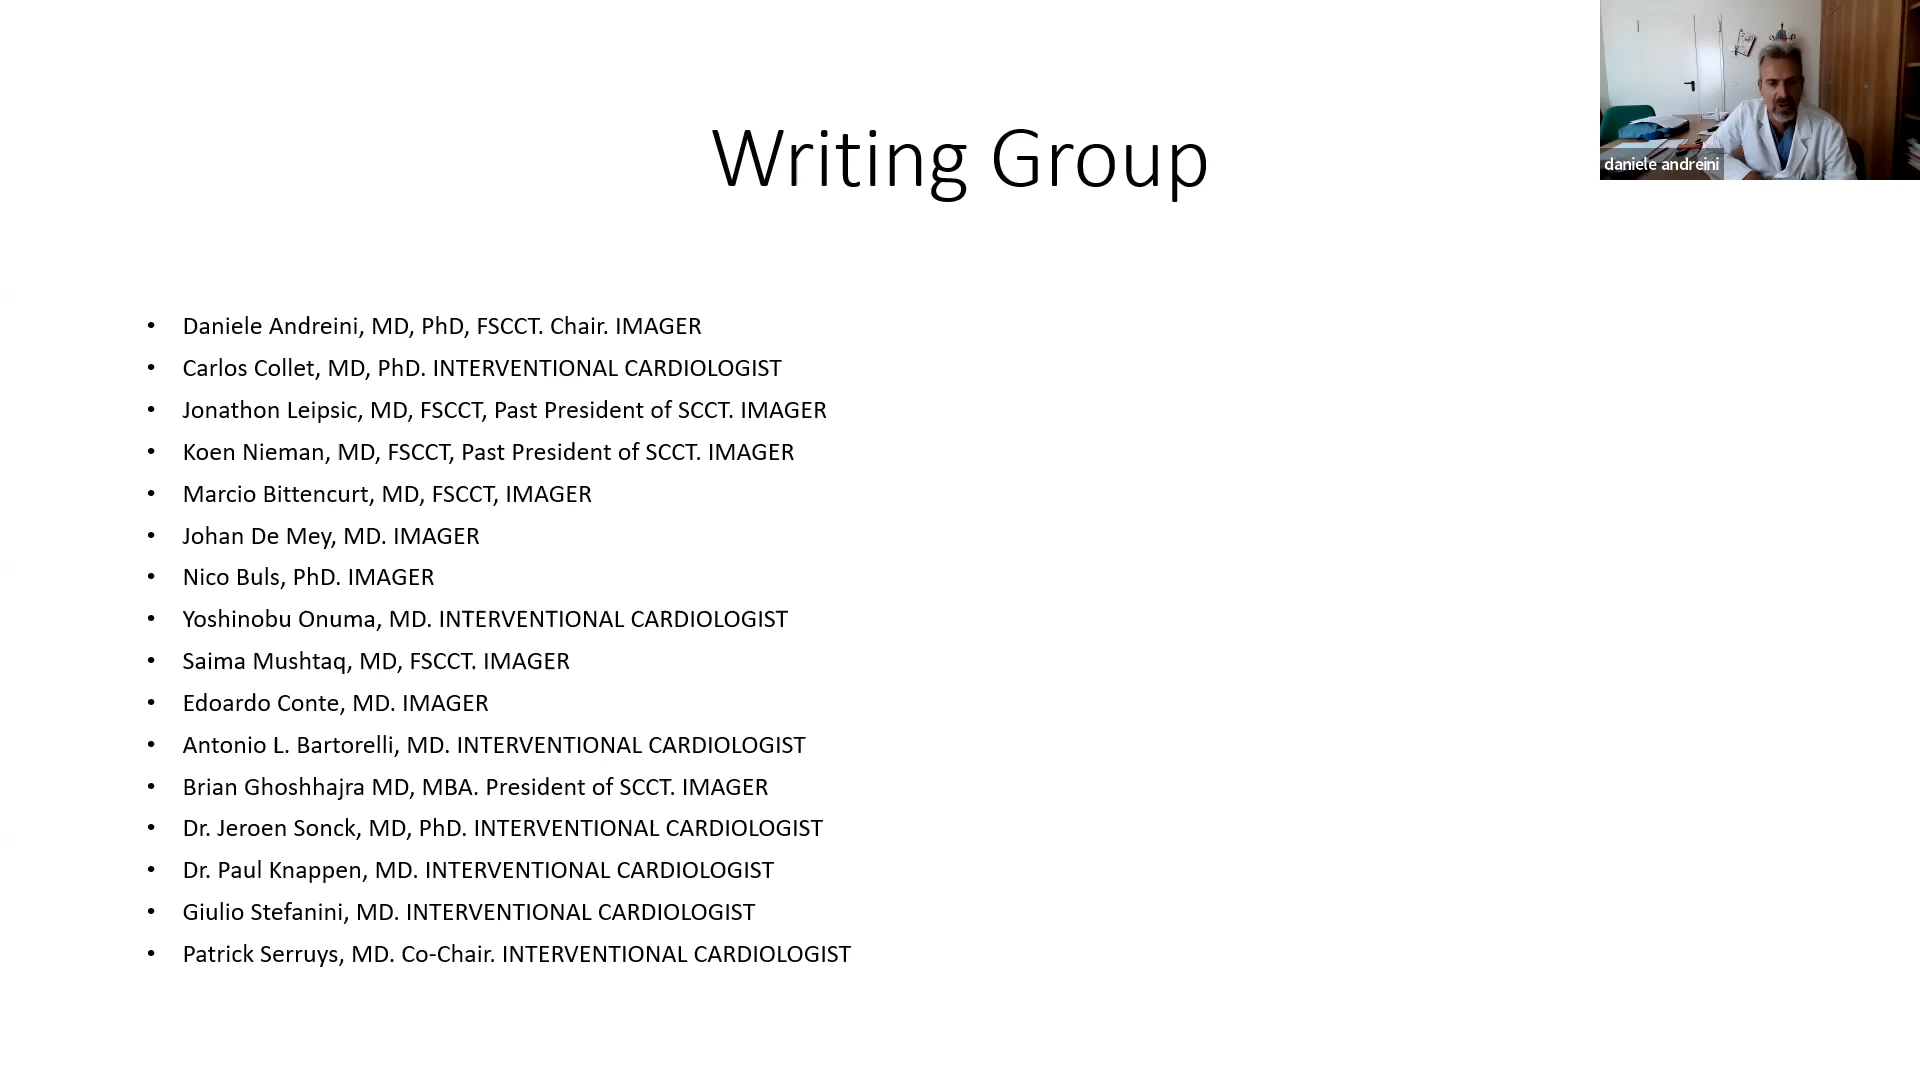 daniele andreini
Writing Group
• Daniele Andreini, MD, PhD, FSCCT. Chair. IMAGER
• Carlos Collet, MD, PhD. INTERVENTIONAL CARDIOLOGIST
• Jonathon Leipsic, MD, FSCCT, Past President of SCCT. IMAGER
• Koen Nieman, MD, FSCCT, Past President of SCCT. IMAGER
• Marcio Bittencurt, MD, FSCCT, IMAGER
• Johan De Mey, MD. IMAGER
• Nico Buls, PhD. IMAGER
• Yoshinobu Onuma, MD. INTERVENTIONAL CARDIOLOGIST
• Saima Mushtaq, MD, FSCCT. IMAGER
• Edoardo Conte, MD. IMAGER
• Antonio L. Bartorelli, MD. INTERVENTIONAL CARDIOLOGIST
• Brian Ghoshhajra MD, MBA. President of SCCT. IMAGER
• Dr. Jeroen Sonck, MD, PhD. INTERVENTIONAL CARDIOLOGIST
• Dr. Paul Knappen, MD. INTERVENTIONAL CARDIOLOGIST
• Giulio Stefanini, MD. INTERVENTIONAL CARDIOLOGIST
• Patrick Serruys, MD. Co-Chair. INTERVENTIONAL CARDIOLOGIST